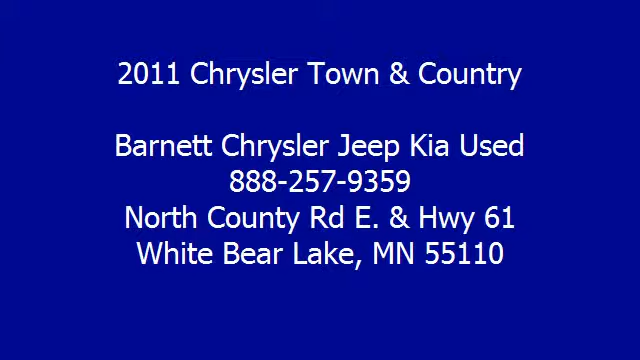 2011 Chrysler Town & Country
Barnett Chrysler Jeep Kia Used
888-257-9359
North County Rd E. & Hwy 61
White Bear Lake, MN 55110